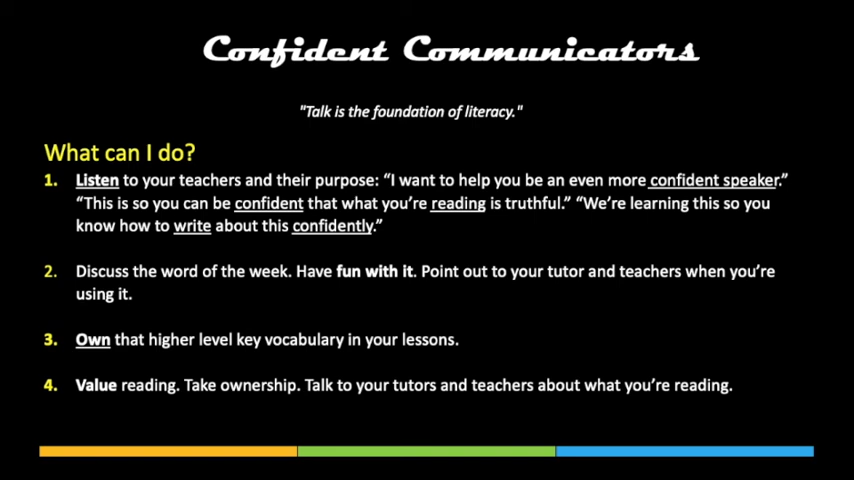 Confident Communicators
"Talk is the foundation of literacy."
What can I do?
1. Listen to your teachers and their purpose: “I want to help you be an even more confident speaker.”
“This is so you can be confident that what you’re reading is truthful.” “We’re learning this so you
know how to write about this confidently.”
2. Discuss the word of the week. Have fun with it. Point out to your tutor and teachers when you’re
using it.
3. Own that higher level key vocabulary in your lessons.
4. Value reading. Take ownership. Talk to your tutors and teachers about what you’re reading.